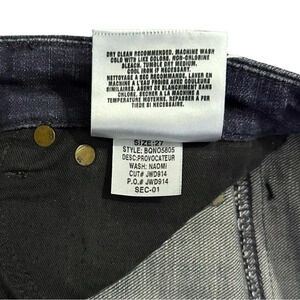 DRY CLEAN RECOMMENDED. MACHINE WASH
COLD WITH LIKE COLORS. NON-CHLORINE
BLEACH. TUMBLE DRY MEDIUM.
COOL IRON IF NECESSARY.
NETTOYAGE A SEC RECOMMANDE. LAVER EN
MACHINE A L'EAU FROIDE AVEC COULEURS
SIMILAIRES. AGENT DE BLANCHIMENT SANS
CHLORE. SECHER A LA MACHINE A
TEMPERATURE MOYENNE. REPASSER AU FER
TIEDE SI NECESSAIRE.
SIZE:27
STYLE: BQNO5805
DESC:PROVOCATEUR
WASH: NAOMI
CUT# JWD914
P.O.# JWD914
SEC-01